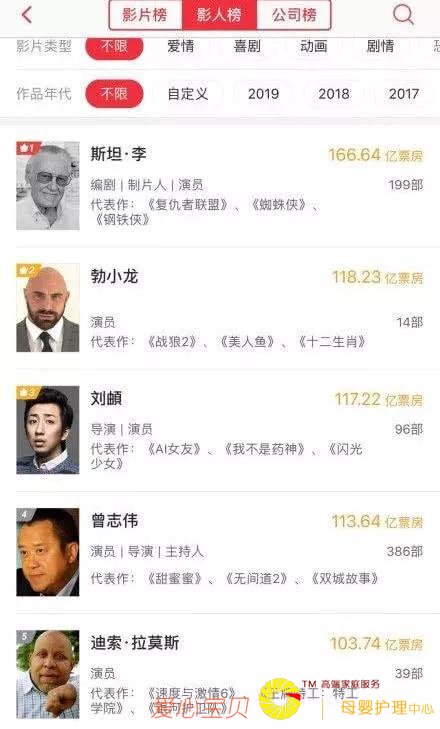 影片榜 影人榜 公司榜
影片类型 不限 爱情 喜剧 动画 剧情
作品年代 不限 自定义 2019 2018 2017
1 斯坦·李 166.64 亿票房
编剧 | 制片人 | 演员 199部
代表作：《复仇者联盟》、《蜘蛛侠》、
《钢铁侠》
2 勃小龙 118.23 亿票房
演员 14部
代表作：《战狼2》、《美人鱼》、《十二生肖》
3 刘頔 117.22 亿票房
导演 | 演员 96部
代表作：《AI女友》、《我不是药神》、《闪光
少女》
4 曾志伟 113.64 亿票房
演员 | 导演 | 主持人 386部
代表作：《甜蜜蜜》、《无间道2》、《双城故事》
5 迪索·拉莫斯 103.74 亿票房
演员 39部
代表作：《速度与激情6》、《王牌特工：特工
学院》、《银河护卫队》
爱心宝贝
TM 高端家庭服务
母婴护理中心